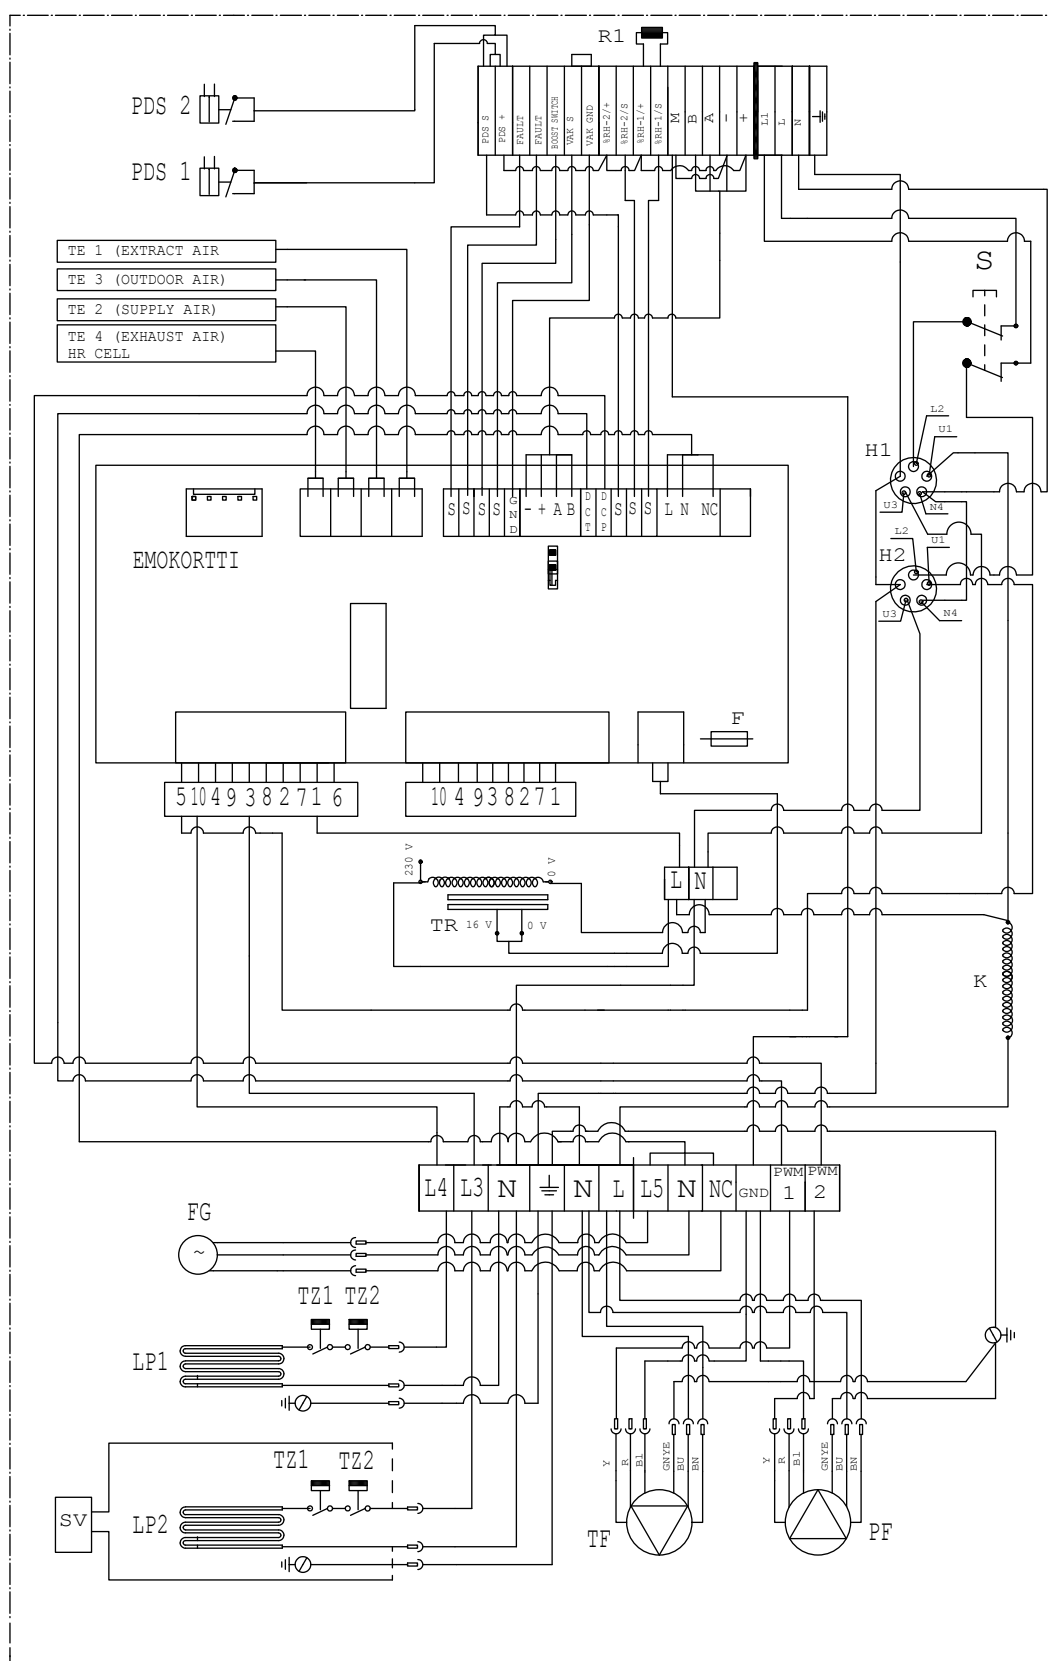 R1
PDS 2
PDS 1
PDS S
PDS +
FAULT
FAULT
BOOST SWITCH
VAK S
VAK GND
%RH-2/+
%RH-2/S
%RH-1/+
%RH-1/S
M
B
A
-
+
L1
L
N
TE 1 (EXTRACT AIR
TE 3 (OUTDOOR AIR)
TE 2 (SUPPLY AIR)
TE 4 (EXHAUST AIR)
HR CELL
S
L2
U1
H1
U3
N4
L2
U1
H2
U3
N4
S S S S GND - + A B DCT DCP S S S L N NC
EMOKORTTI
F
5 10 4 9 3 8 2 7 1 6
10 4 9 3 8 2 7 1
230 V
0 V
L N
TR 16 V 0 V
K
L4 L3 N N L L5 N NC GND PWM 1 PWM 2
FG
~
TZ1 TZ2
LP1
TZ1 TZ2
SV
LP2
Y R Bl GNYE BU BN
Y R Bl GNYE BU BN
TF
PF